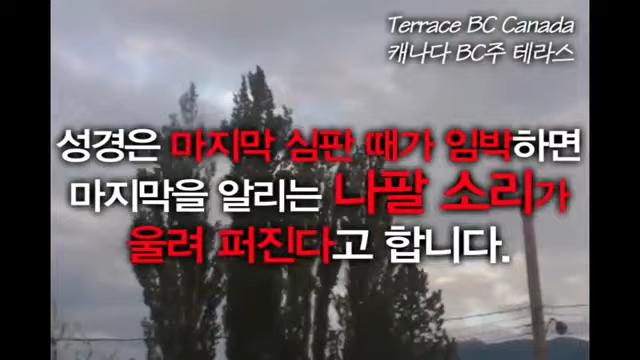 Terrace BC Canada
캐나다 BC주 테라스
성경은 마지막 심판 때가 임박하면
마지막을 알리는 나팔 소리가
울려 퍼진다고 합니다.